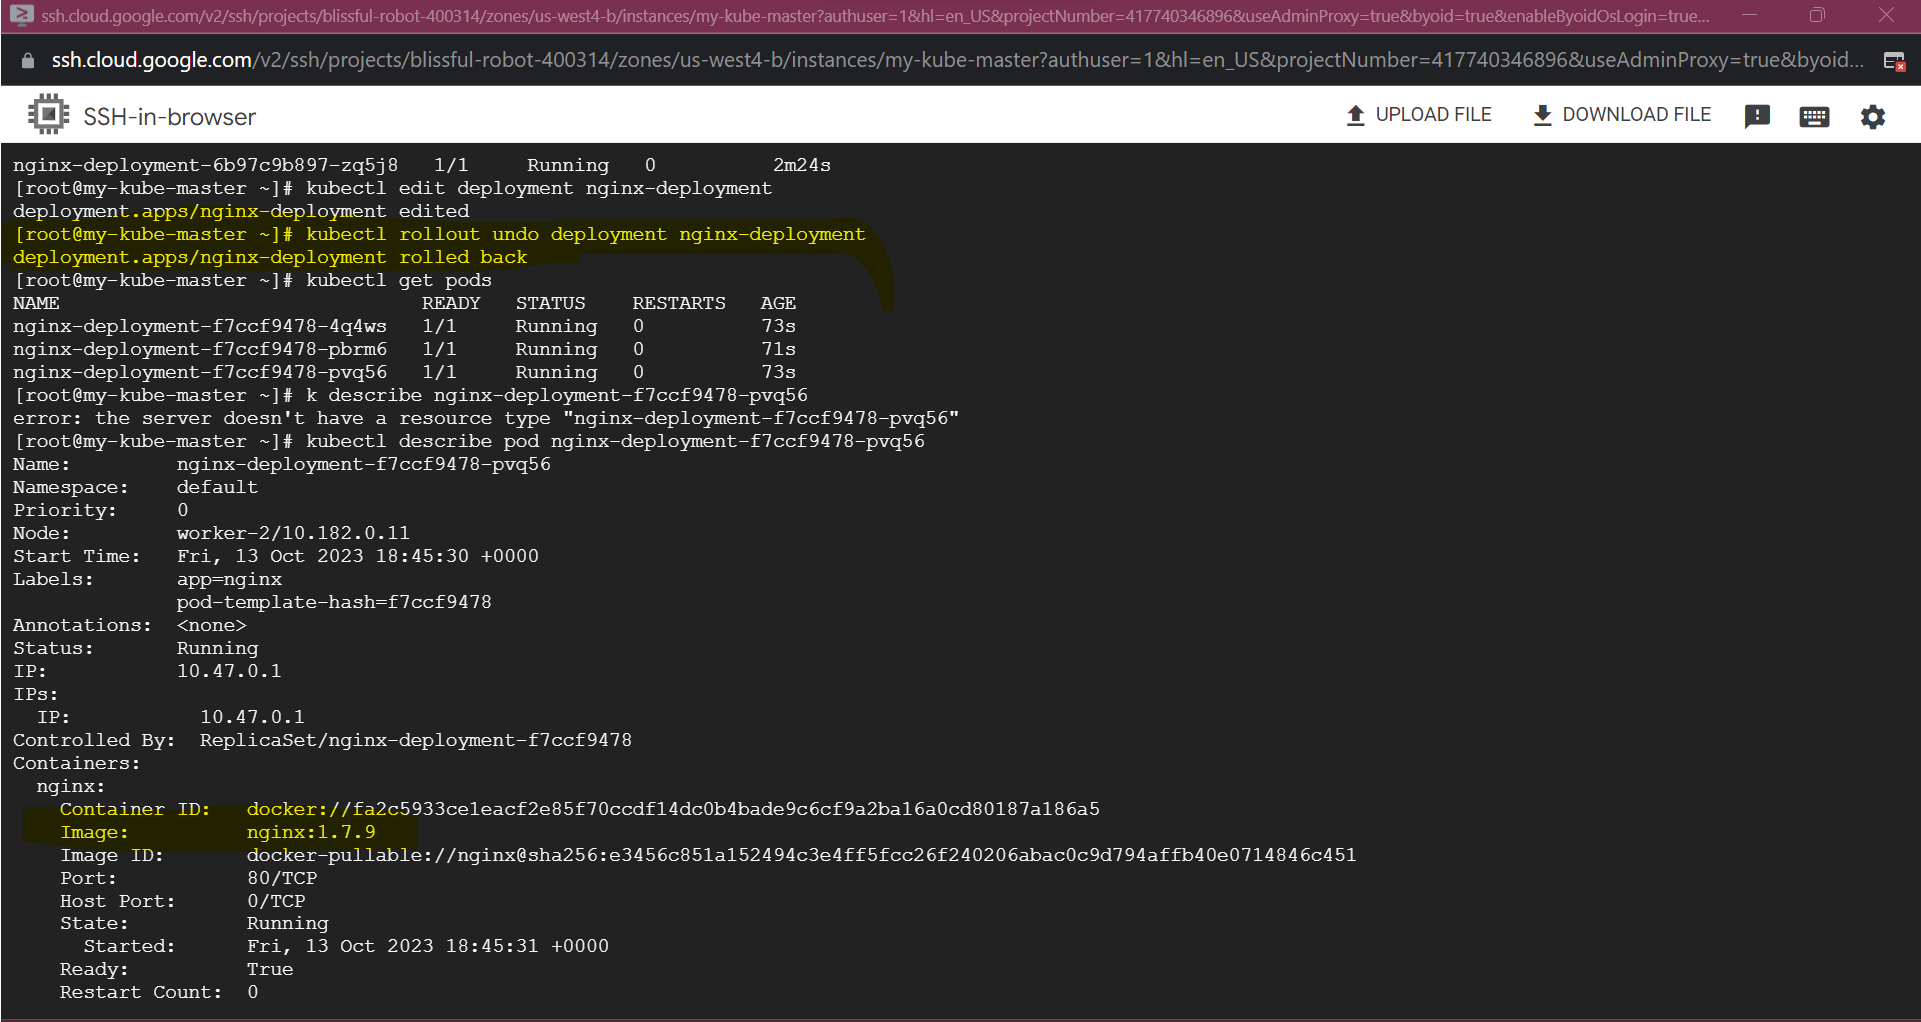 ssh.cloud.google.com/v2/ssh/projects/blissful-robot-400314/zones/us-west4-b/instances/my-kube-master?authuser=1&hl=en_US&projectNumber=417740346896&useAdminProxy=true&byoid=true&enableByoidOsLogin=true...
ssh.cloud.google.com/v2/ssh/projects/blissful-robot-400314/zones/us-west4-b/instances/my-kube-master?authuser=1&hl=en_US&projectNumber=417740346896&useAdminProxy=true&byoid...
SSH-in-browser UPLOAD FILE DOWNLOAD FILE
nginx-deployment-6b97c9b897-zq5j8 1/1 Running 0 2m24s
[root@my-kube-master ~]# kubectl edit deployment nginx-deployment
deployment.apps/nginx-deployment edited
[root@my-kube-master ~]# kubectl rollout undo deployment nginx-deployment
deployment.apps/nginx-deployment rolled back
[root@my-kube-master ~]# kubectl get pods
NAME READY STATUS RESTARTS AGE
nginx-deployment-f7ccf9478-4q4ws 1/1 Running 0 73s
nginx-deployment-f7ccf9478-pbrm6 1/1 Running 0 71s
nginx-deployment-f7ccf9478-pvq56 1/1 Running 0 73s
[root@my-kube-master ~]# k describe nginx-deployment-f7ccf9478-pvq56
error: the server doesn't have a resource type "nginx-deployment-f7ccf9478-pvq56"
[root@my-kube-master ~]# kubectl describe pod nginx-deployment-f7ccf9478-pvq56
Name: nginx-deployment-f7ccf9478-pvq56
Namespace: default
Priority: 0
Node: worker-2/10.182.0.11
Start Time: Fri, 13 Oct 2023 18:45:30 +0000
Labels: app=nginx
pod-template-hash=f7ccf9478
Annotations: <none>
Status: Running
IP: 10.47.0.1
IPs:
IP: 10.47.0.1
Controlled By: ReplicaSet/nginx-deployment-f7ccf9478
Containers:
nginx:
Container ID: docker://fa2c5933ce1eacf2e85f70ccdf14dc0b4bade9c6cf9a2ba16a0cd80187a186a5
Image: nginx:1.7.9
Image ID: docker-pullable://nginx@sha256:e3456c851a152494c3e4ff5fcc26f240206abac0c9d794affb40e0714846c451
Port: 80/TCP
Host Port: 0/TCP
State: Running
Started: Fri, 13 Oct 2023 18:45:31 +0000
Ready: True
Restart Count: 0